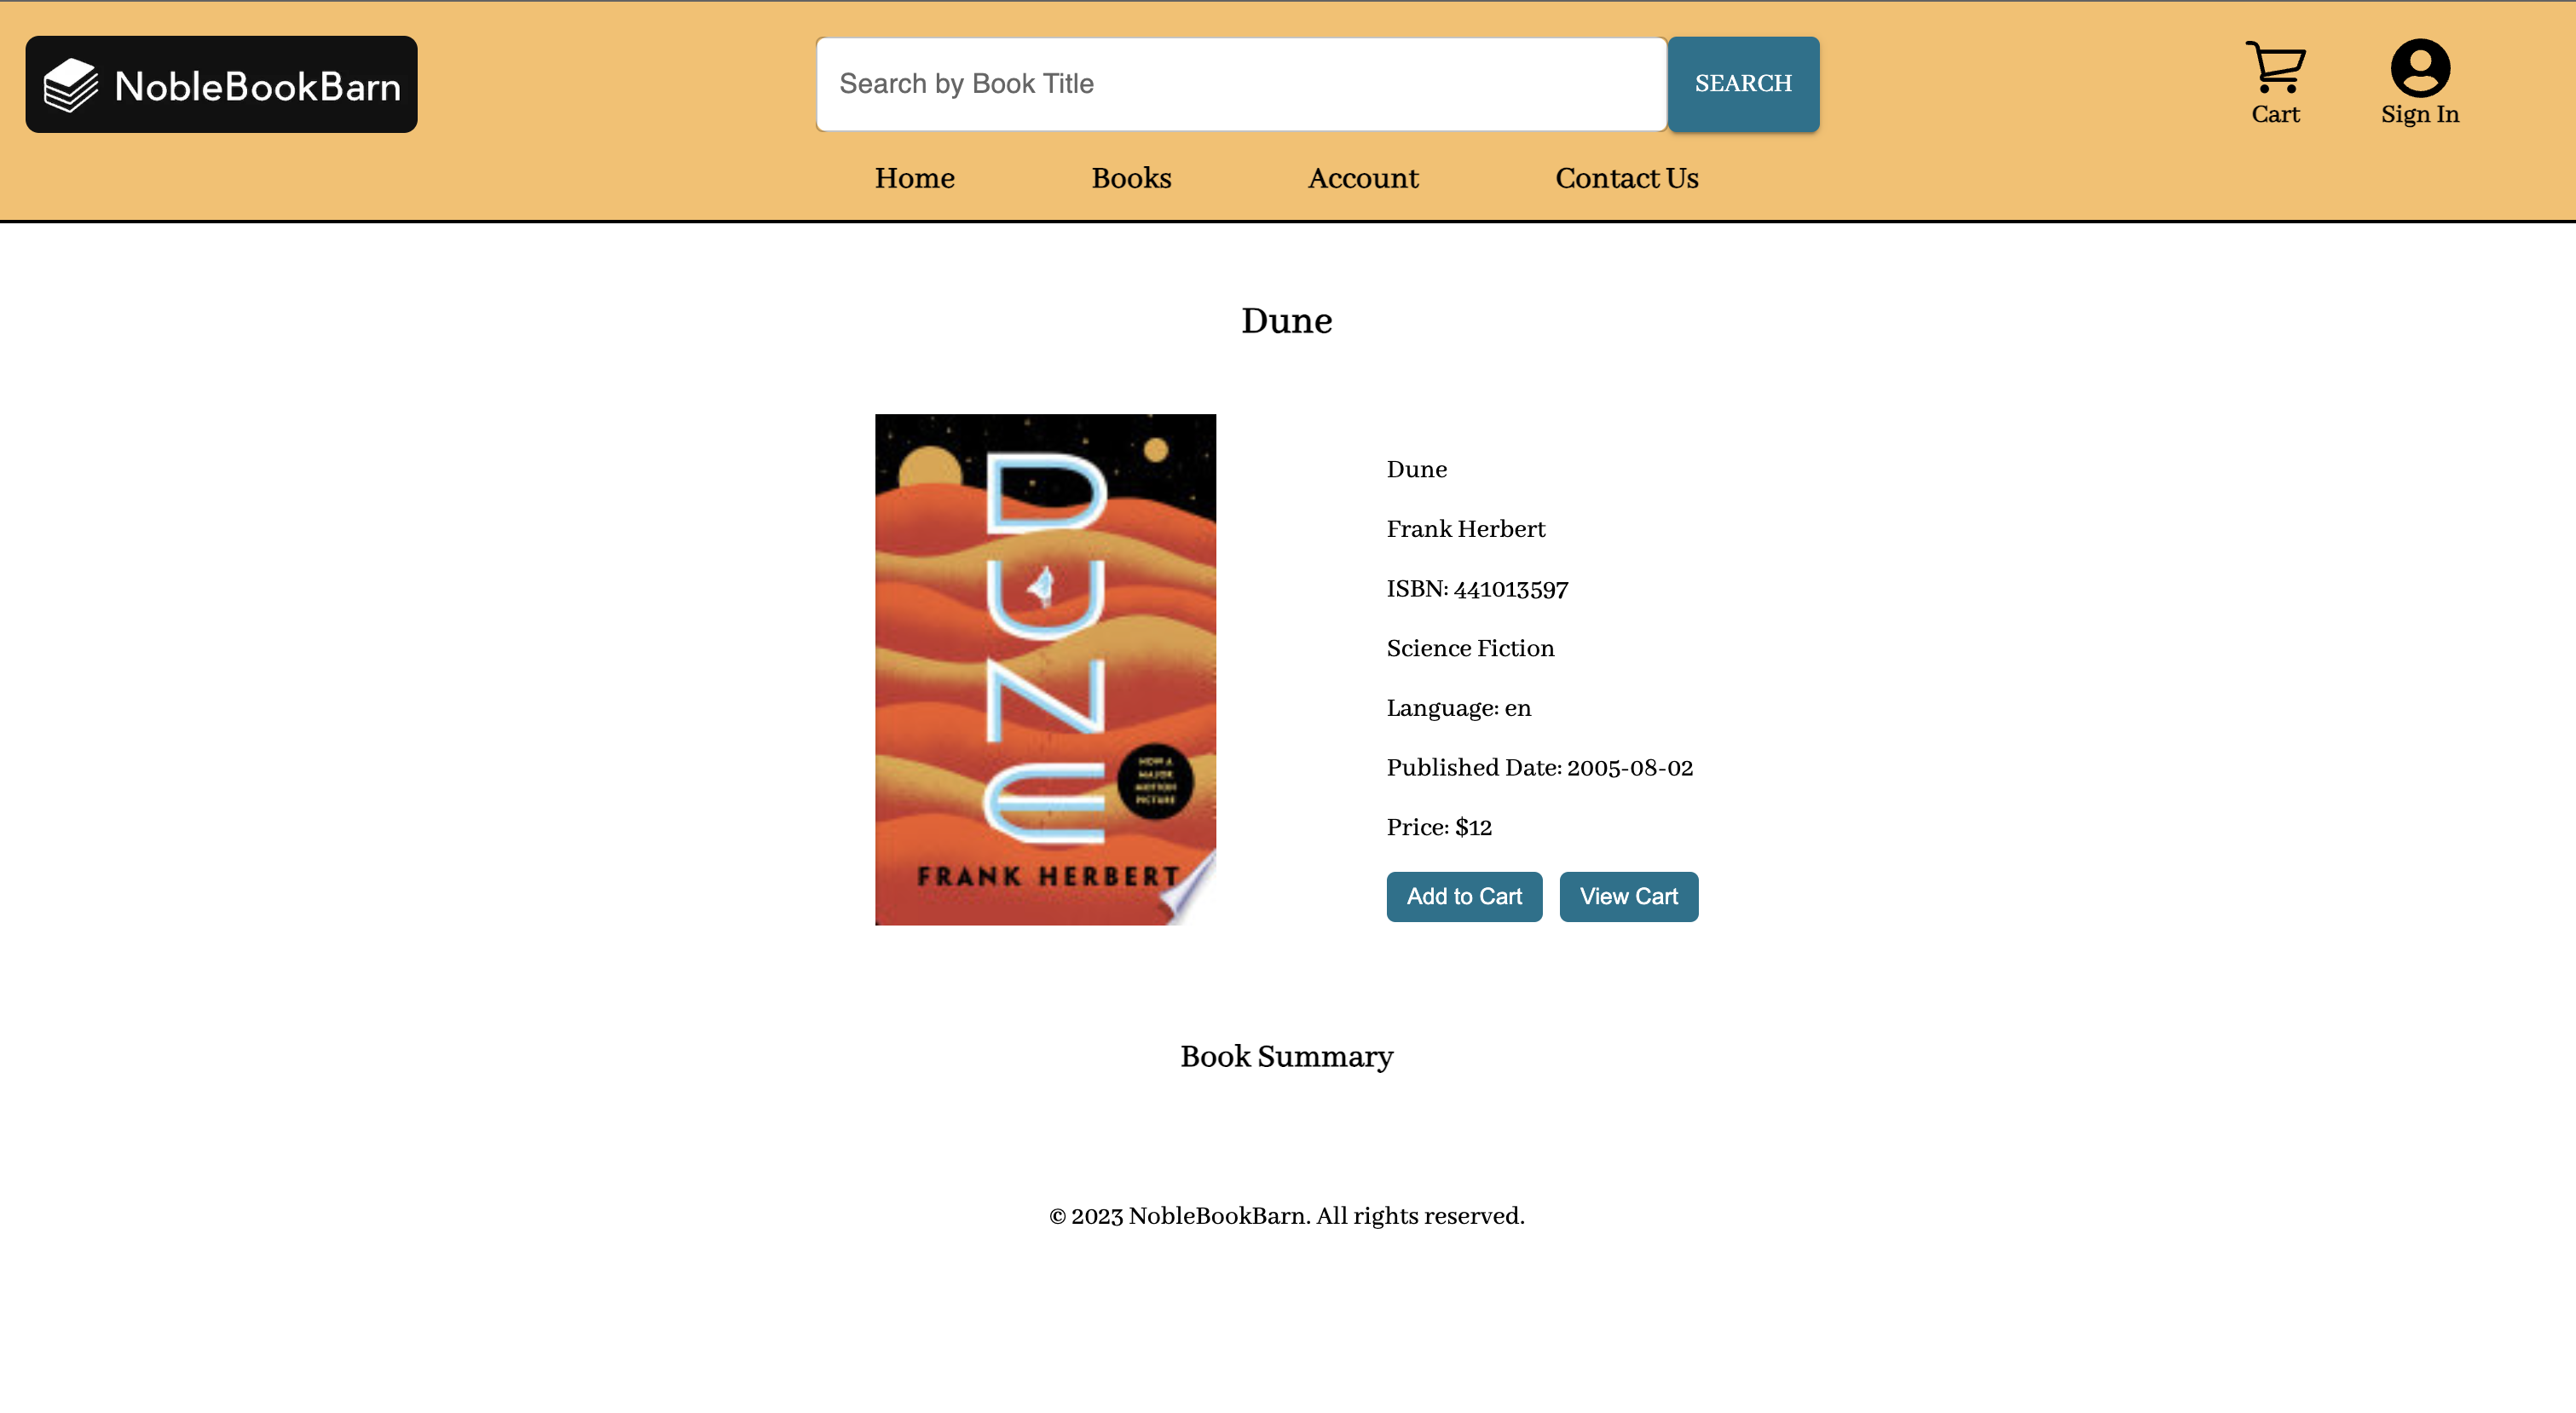 NobleBookBarn
Search by Book Title
SEARCH
Cart
Sign In
Home
Books
Account
Contact Us
Dune
DUNE
NOW A
MAJOR
MOTION
PICTURE
FRANK HERBERT
Dune
Frank Herbert
ISBN: 441013597
Science Fiction
Language: en
Published Date: 2005-08-02
Price: $12
Add to Cart
View Cart
Book Summary
© 2023 NobleBookBarn. All rights reserved.